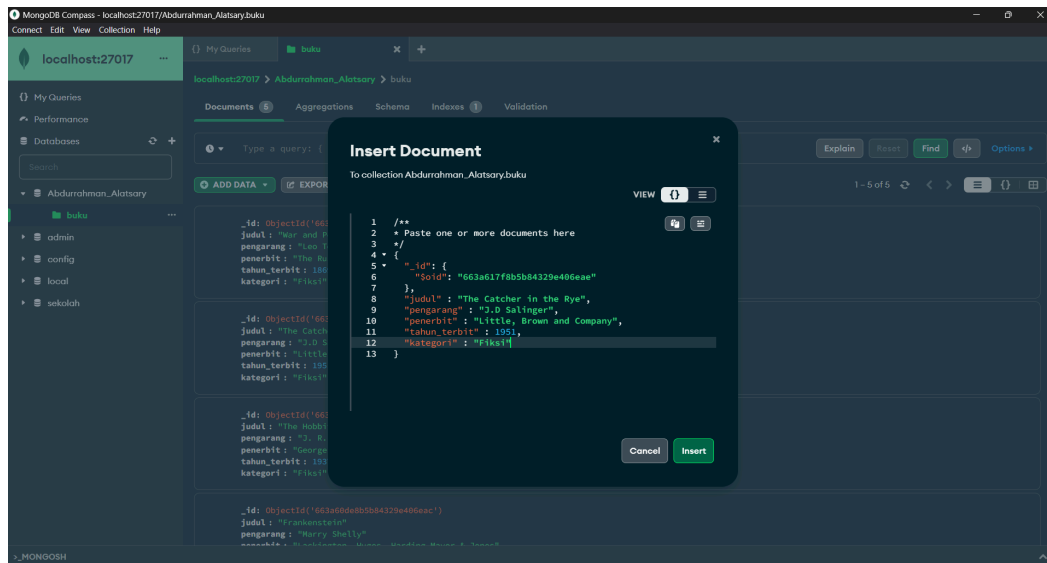 MongoDB Compass - localhost:27017/Abdurrahman_Alatsary.buku
Connect Edit View Collection Help
localhost:27017 ...
{} My Queries
Performance
Databases
Search
Abdurrahman_Alatsary
buku ...
admin
config
local
sekolah
{} My Queries
buku
localhost:27017 > Abdurrahman_Alatsary > buku
Documents 5 Aggregations Schema Indexes 1 Validation
Type a query: {
Explain Reset Find </> Options
ADD DATA EXPOR
1-5 of 5
_id: ObjectId('663
judul : "War and P
pengarang : "Leo T
penerbit : "The Ru
tahun_terbit : 186
kategori : "Fiksi"
_id: ObjectId('663
judul : "The Catch
pengarang : "J.D S
penerbit : "Little
tahun_terbit : 195
kategori : "Fiksi"
_id: ObjectId('663
judul : "The Hobbi
pengarang : "J. R.
penerbit : "George
tahun_terbit : 193
kategori : "Fiksi"
_id: ObjectId('663a60de8b5b84329e406eac')
judul : "Frankenstein"
pengarang : "Marry Shelly"
Insert Document
To collection Abdurrahman_Alatsary.buku
VIEW {}
1 /**
2 * Paste one or more documents here
3 */
4 {
5 "_id": {
6 "$oid": "663a617f8b5b84329e406eae"
7 },
8 "judul" : "The Catcher in the Rye",
9 "pengarang" : "J.D Salinger",
10 "penerbit" : "Little, Brown and Company",
11 "tahun_terbit" : 1951,
12 "kategori" : "Fiksi"
13 }
Cancel Insert
>_MONGOSH